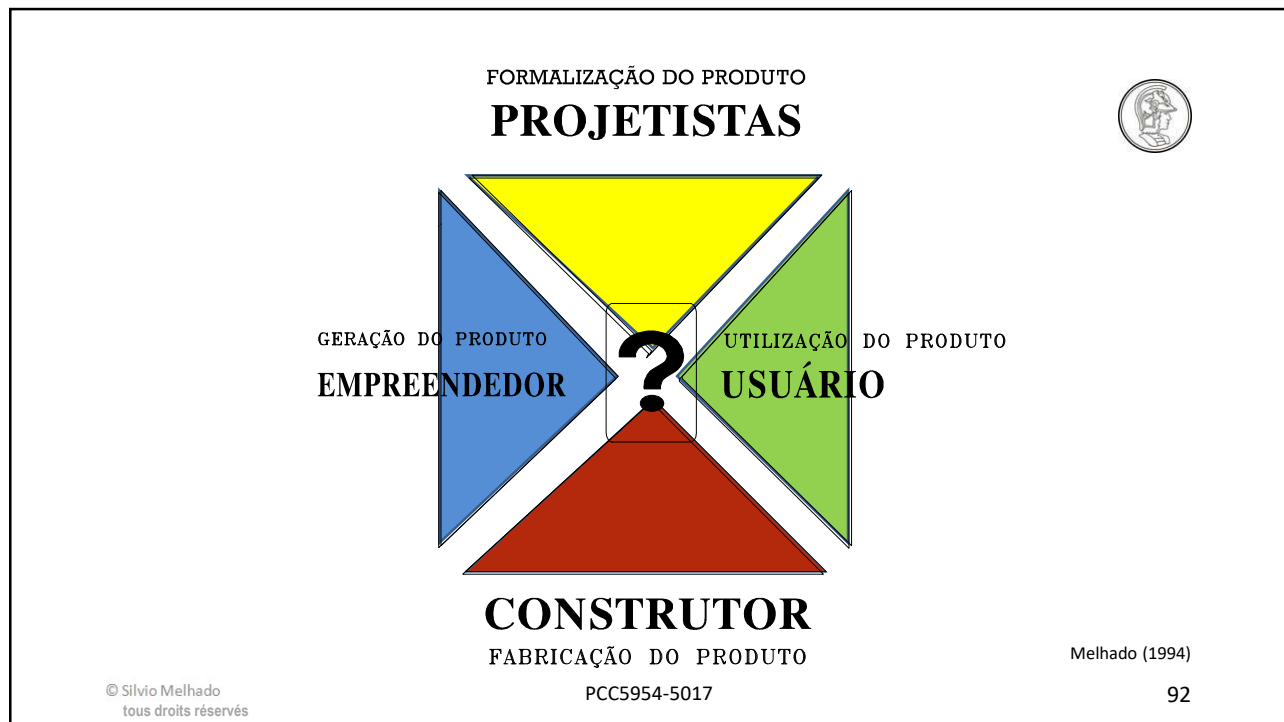 FORMALIZAÇÃO DO PRODUTO
PROJETISTAS
GERAÇÃO DO PRODUTO
EMPREENDEDOR
?
UTILIZAÇÃO DO PRODUTO
USUÁRIO
CONSTRUTOR
FABRICAÇÃO DO PRODUTO
Melhado (1994)
© Silvio Melhado
tous droits réservés
PCC5954-5017
92